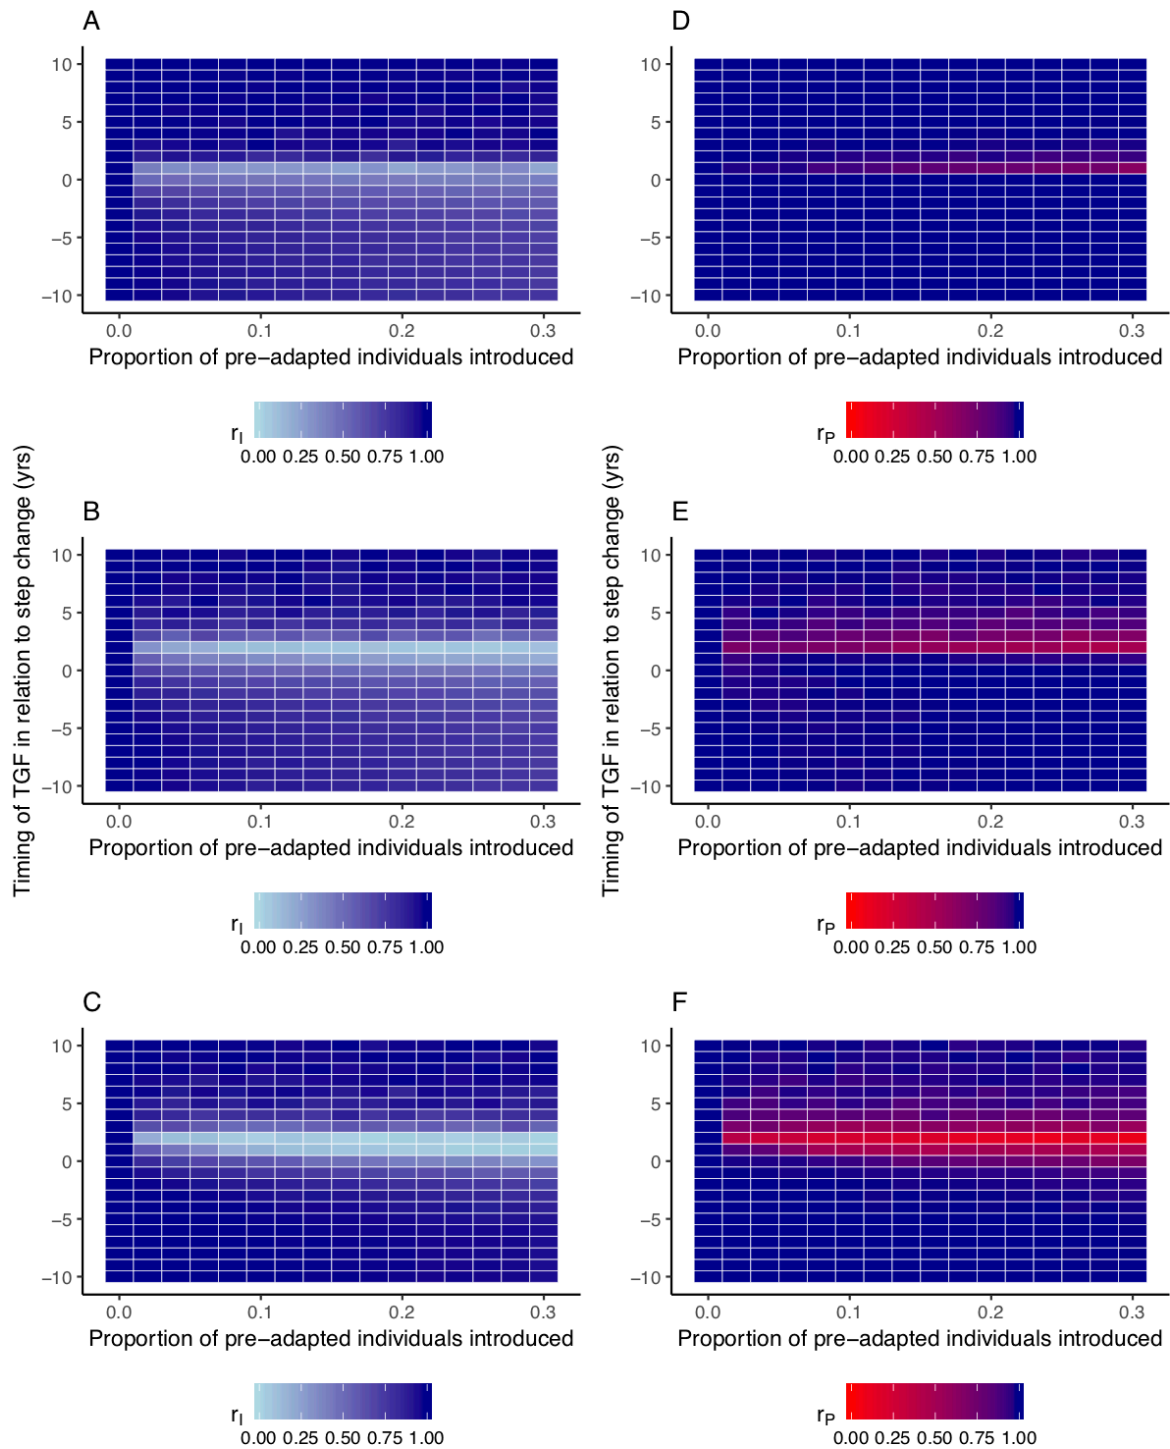 A
10
5
0
−5
−10
0.0 0.1 0.2 0.3
Proportion of pre−adapted individuals introduced
rI
0.00 0.25 0.50 0.75 1.00
D
10
5
0
−5
−10
0.0 0.1 0.2 0.3
Proportion of pre−adapted individuals introduced
rP
0.00 0.25 0.50 0.75 1.00
Timing of TGF in relation to step change (yrs)
B
10
5
0
−5
−10
0.0 0.1 0.2 0.3
Proportion of pre−adapted individuals introduced
rI
0.00 0.25 0.50 0.75 1.00
Timing of TGF in relation to step change (yrs)
E
10
5
0
−5
−10
0.0 0.1 0.2 0.3
Proportion of pre−adapted individuals introduced
rP
0.00 0.25 0.50 0.75 1.00
C
10
5
0
−5
−10
0.0 0.1 0.2 0.3
Proportion of pre−adapted individuals introduced
rI
0.00 0.25 0.50 0.75 1.00
F
10
5
0
−5
−10
0.0 0.1 0.2 0.3
Proportion of pre−adapted individuals introduced
rP
0.00 0.25 0.50 0.75 1.00